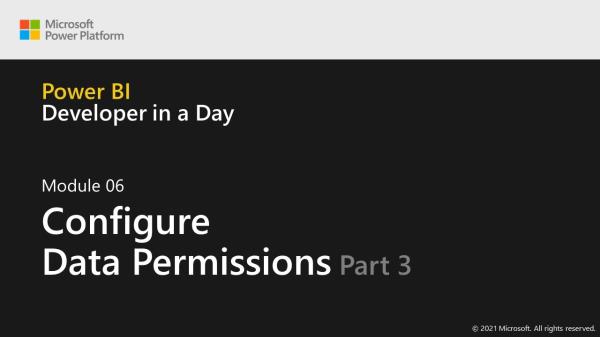 Microsoft
Power Platform
Power BI
Developer in a Day
Module 06
Configure
Data Permissions Part 3
© 2021 Microsoft. All rights reserved.